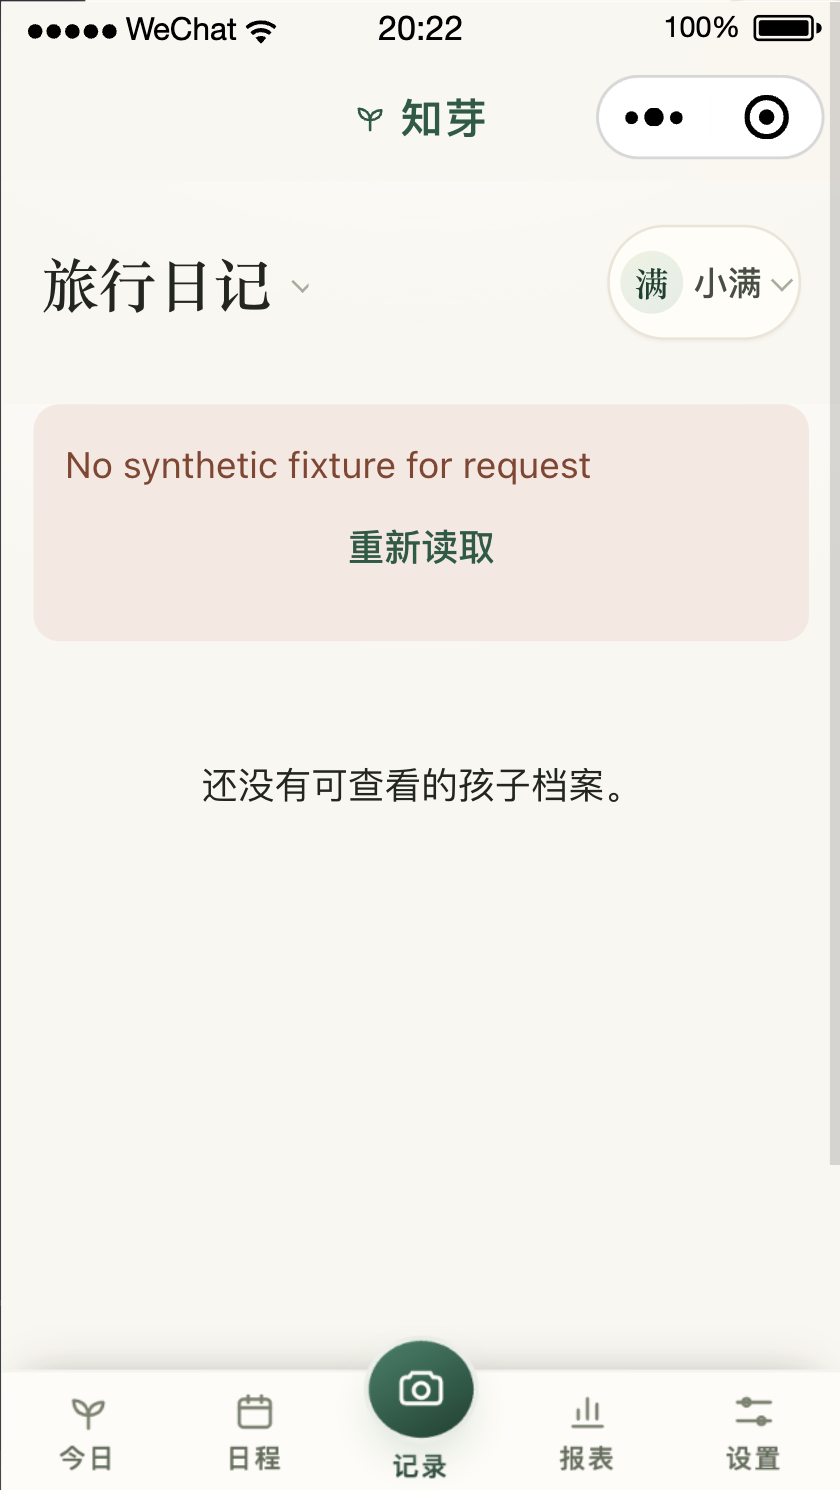 ●●●●● WeChat 20:22 100%
知芽
旅行日记
满 小满
No synthetic fixture for request
重新读取
还没有可查看的孩子档案。
今日 日程 记录 报表 设置